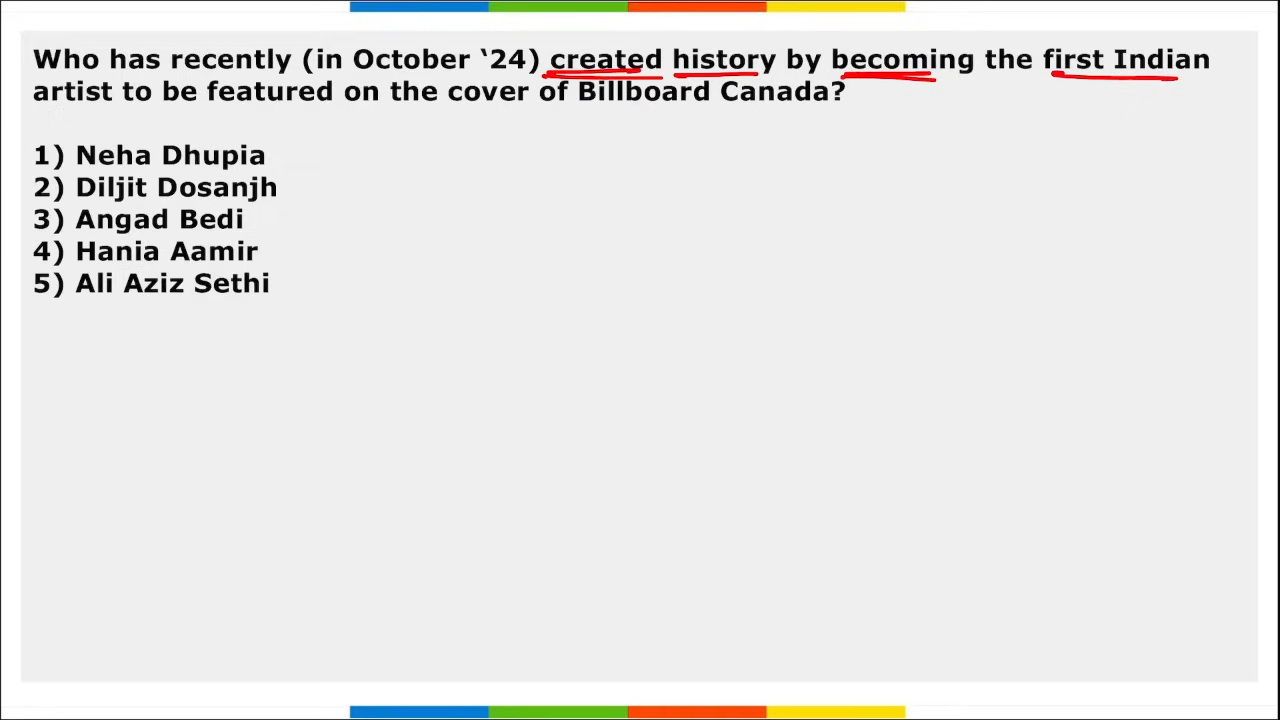 Who has recently (in October ‘24) created history by becoming the first Indian
artist to be featured on the cover of Billboard Canada?
1) Neha Dhupia
2) Diljit Dosanjh
3) Angad Bedi
4) Hania Aamir
5) Ali Aziz Sethi